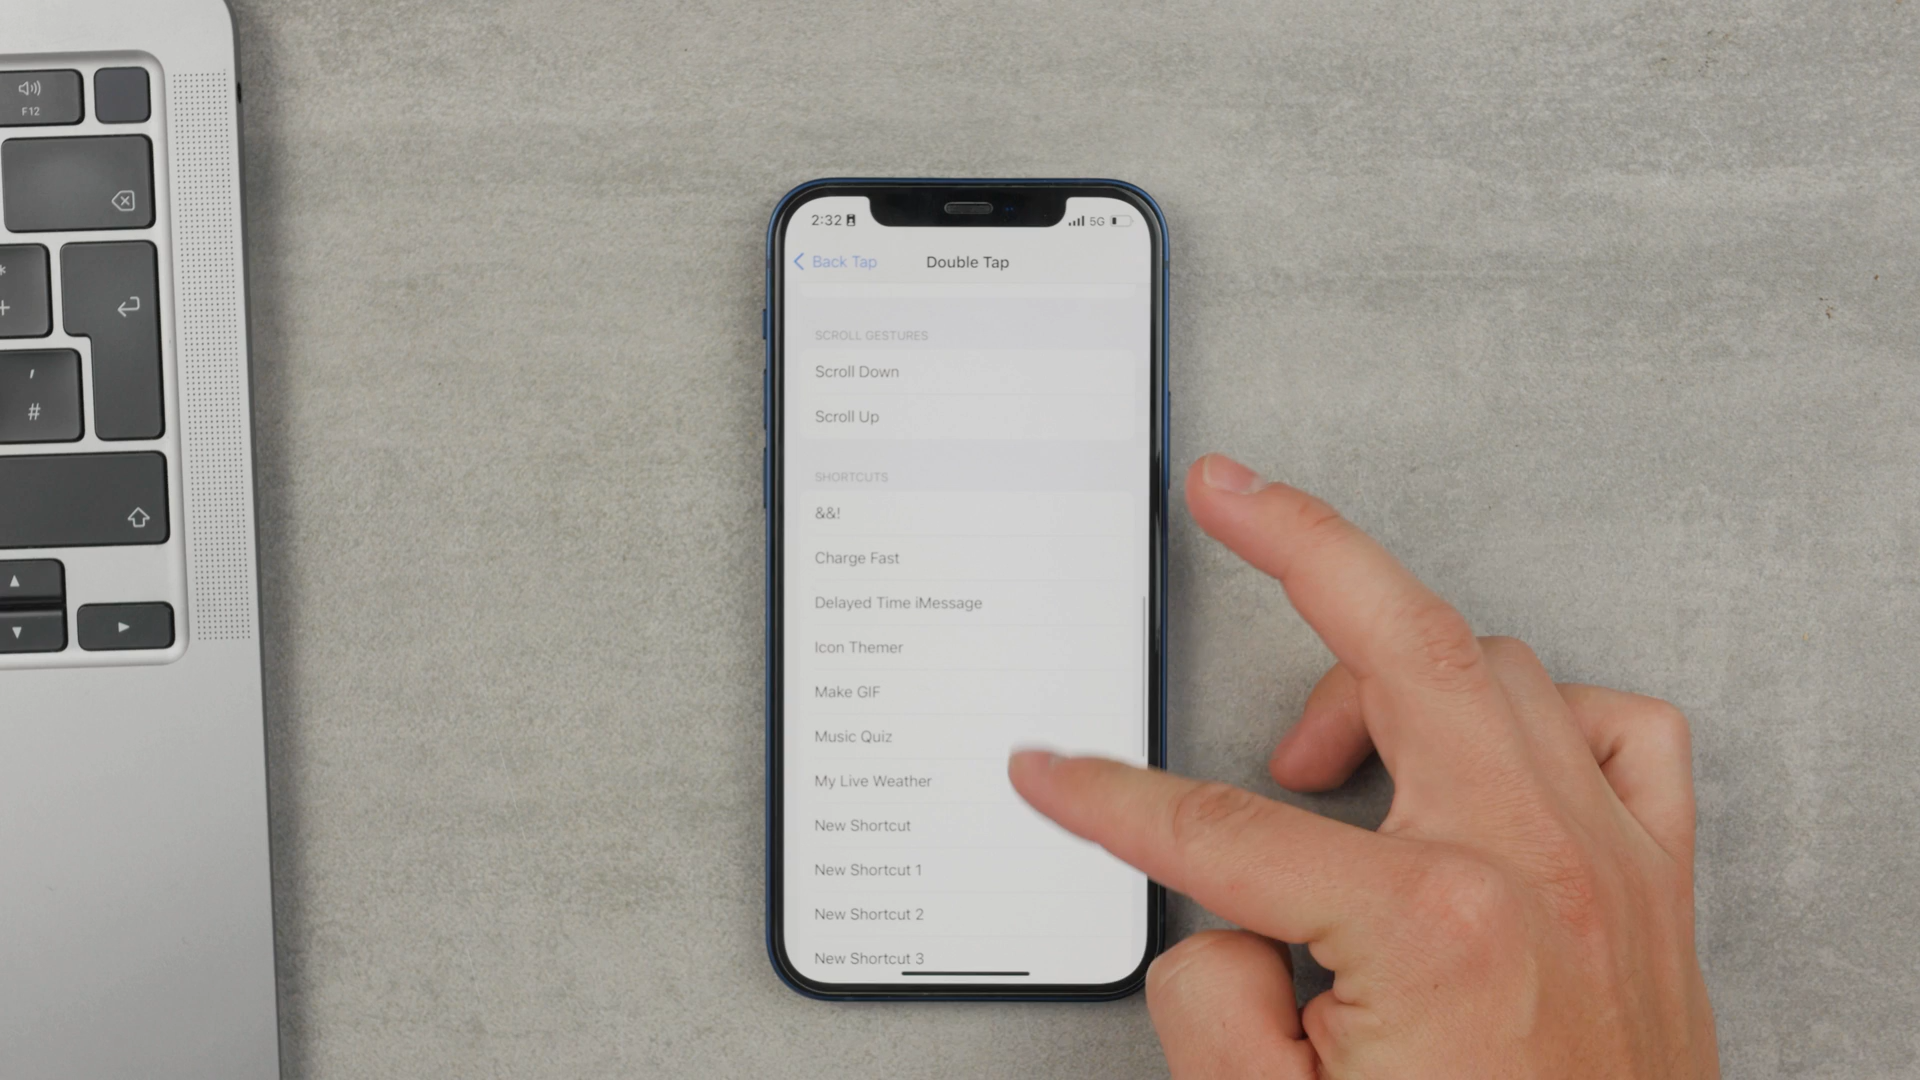 F12
*
+
'
#
2:32
5G
Back Tap
Double Tap
SCROLL GESTURES
Scroll Down
Scroll Up
SHORTCUTS
&&!
Charge Fast
Delayed Time iMessage
Icon Themer
Make GIF
Music Quiz
My Live Weather
New Shortcut
New Shortcut 1
New Shortcut 2
New Shortcut 3